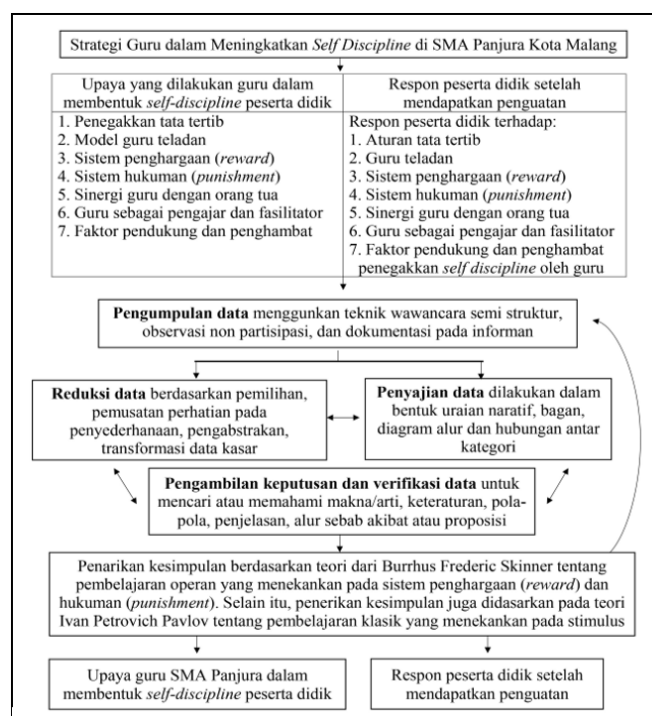 Strategi Guru dalam Meningkatkan Self Discipline di SMA Panjura Kota Malang
Upaya yang dilakukan guru dalam
membentuk self-discipline peserta didik
1. Penegakkan tata tertib
2. Model guru teladan
3. Sistem penghargaan (reward)
4. Sistem hukuman (punishment)
5. Sinergi guru dengan orang tua
6. Guru sebagai pengajar dan fasilitator
7. Faktor pendukung dan penghambat
Respon peserta didik setelah
mendapatkan penguatan
Respon peserta didik terhadap:
1. Aturan tata tertib
2. Guru teladan
3. Sistem penghargaan (reward)
4. Sistem hukuman (punishment)
5. Sinergi guru dengan orang tua
6. Guru sebagai pengajar dan fasilitator
7. Faktor pendukung dan penghambat
penegakkan self discipline oleh guru
Pengumpulan data menggunkan teknik wawancara semi struktur,
observasi non partisipasi, dan dokumentasi pada informan
Reduksi data berdasarkan pemilihan,
pemusatan perhatian pada
penyederhanaan, pengabstrakan,
transformasi data kasar
Penyajian data dilakukan dalam
bentuk uraian naratif, bagan,
diagram alur dan hubungan antar
kategori
Pengambilan keputusan dan verifikasi data untuk
mencari atau memahami makna/arti, keteraturan, pola-
pola, penjelasan, alur sebab akibat atau proposisi
Penarikan kesimpulan berdasarkan teori dari Burrhus Frederic Skinner tentang
pembelajaran operan yang menekankan pada sistem penghargaan (reward) dan
hukuman (punishment). Selain itu, penerikan kesimpulan juga didasarkan pada teori
Ivan Petrovich Pavlov tentang pembelajaran klasik yang menekankan pada stimulus
Upaya guru SMA Panjura dalam
membentuk self-discipline peserta didik
Respon peserta didik setelah
mendapatkan penguatan